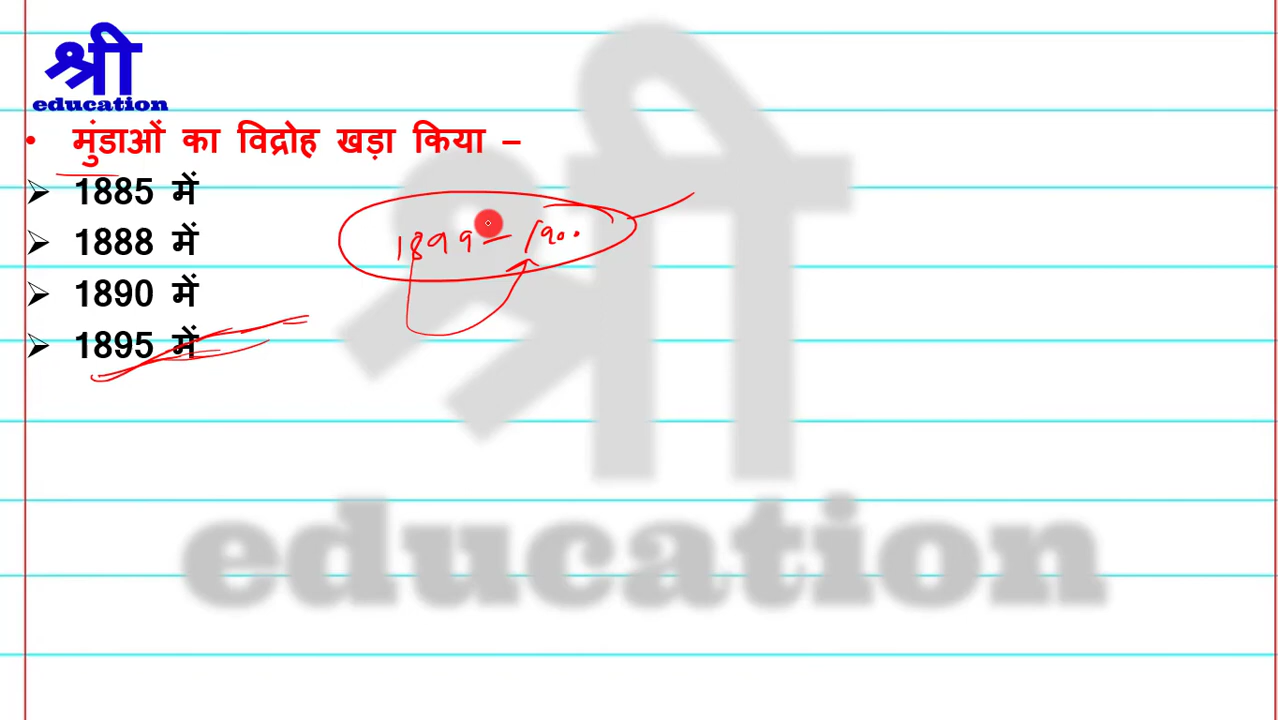 श्री
education
• मुंडाओं का विद्रोह खड़ा किया –
➢ 1885 में
➢ 1888 में
1899 – 1900
➢ 1890 में
➢ 1895 में
श्री
education